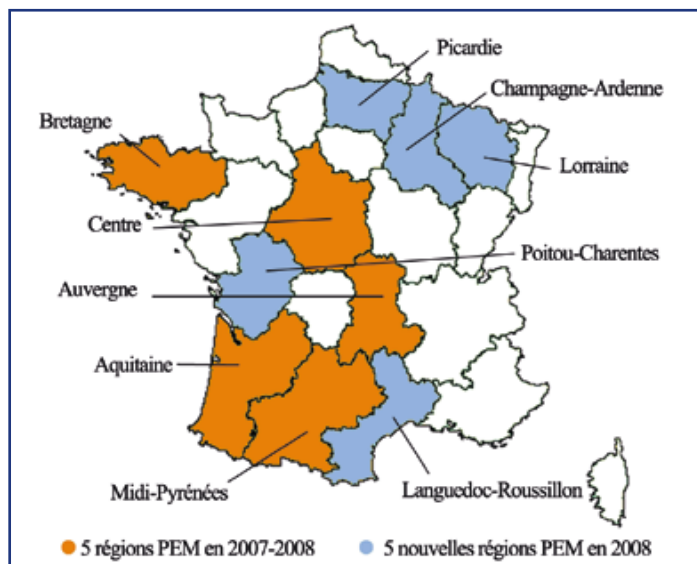 Picardie
Champagne-Ardenne
Bretagne
Lorraine
Centre
Poitou-Charentes
Auvergne
Aquitaine
Midi-Pyrénées
Languedoc-Roussillon
5 régions PEM en 2007-2008
5 nouvelles régions PEM en 2008